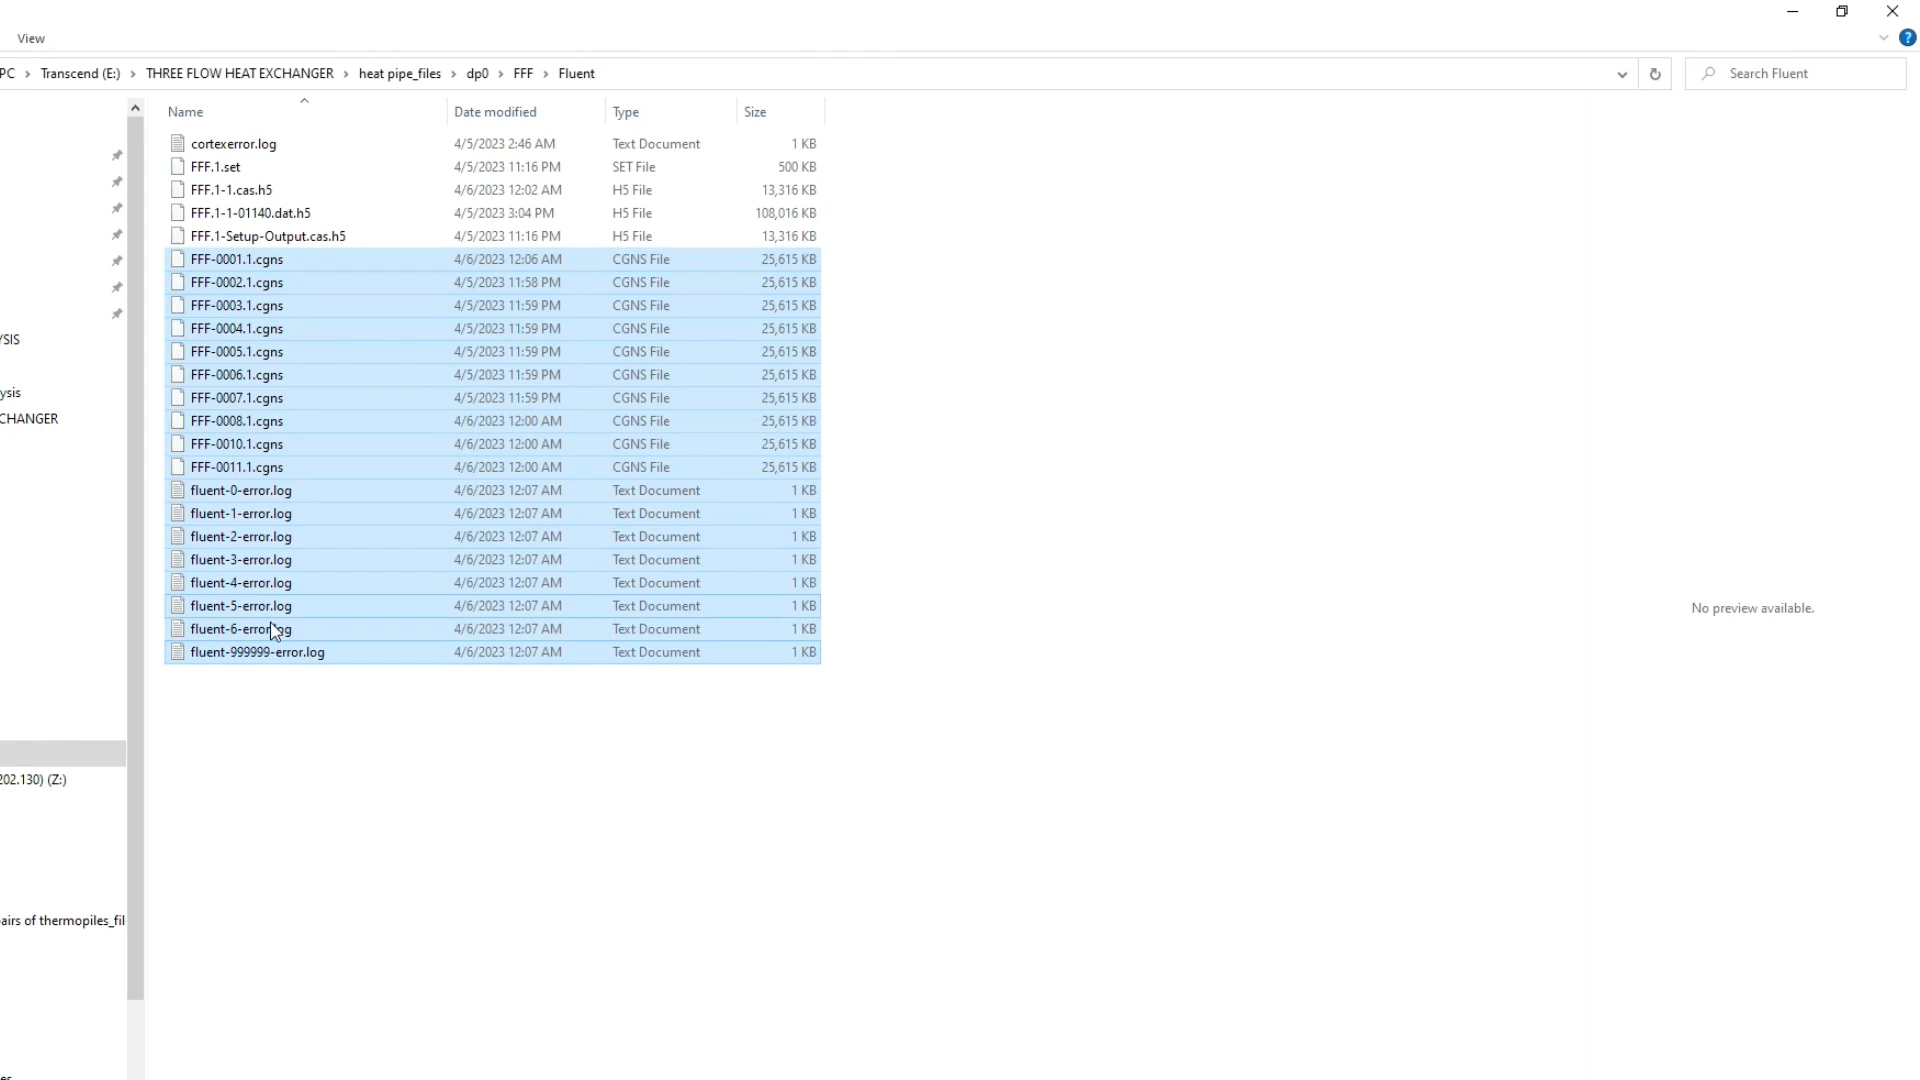 View
PC > Transcend (E:) > THREE FLOW HEAT EXCHANGER > heat pipe_files > dp0 > FFF > Fluent
Search Fluent
Name Date modified Type Size
cortexerror.log 4/5/2023 2:46 AM Text Document 1 KB
FFF.1.set 4/5/2023 11:16 PM SET File 500 KB
FFF.1-1.cas.h5 4/6/2023 12:02 AM H5 File 13,316 KB
FFF.1-1-01140.dat.h5 4/5/2023 3:04 PM H5 File 108,016 KB
FFF.1-Setup-Output.cas.h5 4/5/2023 11:16 PM H5 File 13,316 KB
FFF-0001.1.cgns 4/6/2023 12:06 AM CGNS File 25,615 KB
FFF-0002.1.cgns 4/5/2023 11:58 PM CGNS File 25,615 KB
FFF-0003.1.cgns 4/5/2023 11:59 PM CGNS File 25,615 KB
FFF-0004.1.cgns 4/5/2023 11:59 PM CGNS File 25,615 KB
FFF-0005.1.cgns 4/5/2023 11:59 PM CGNS File 25,615 KB
FFF-0006.1.cgns 4/5/2023 11:59 PM CGNS File 25,615 KB
FFF-0007.1.cgns 4/5/2023 11:59 PM CGNS File 25,615 KB
FFF-0008.1.cgns 4/6/2023 12:00 AM CGNS File 25,615 KB
FFF-0010.1.cgns 4/6/2023 12:00 AM CGNS File 25,615 KB
FFF-0011.1.cgns 4/6/2023 12:00 AM CGNS File 25,615 KB
fluent-0-error.log 4/6/2023 12:07 AM Text Document 1 KB
fluent-1-error.log 4/6/2023 12:07 AM Text Document 1 KB
fluent-2-error.log 4/6/2023 12:07 AM Text Document 1 KB
fluent-3-error.log 4/6/2023 12:07 AM Text Document 1 KB
fluent-4-error.log 4/6/2023 12:07 AM Text Document 1 KB
fluent-5-error.log 4/6/2023 12:07 AM Text Document 1 KB
fluent-6-error.log 4/6/2023 12:07 AM Text Document 1 KB
fluent-999999-error.log 4/6/2023 12:07 AM Text Document 1 KB
YSIS
ysis
CHANGER
202.130) (Z:)
airs of thermopiles_fil
No preview available.